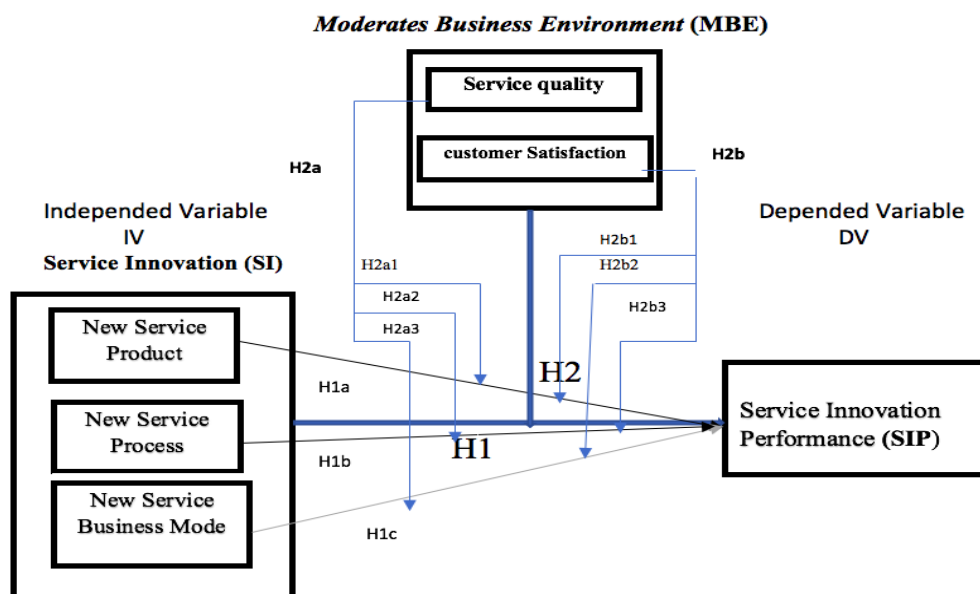 Moderates Business Environment (MBE)
Service quality
customer Satisfaction
H2a
H2b
Independed Variable
IV
Service Innovation (SI)
Depended Variable
DV
H2a1
H2a2
H2a3
H2b1
H2b2
H2b3
New Service
Product
New Service
Process
New Service
Business Mode
H1a
H1b
H1c
H2
H1
Service Innovation
Performance (SIP)